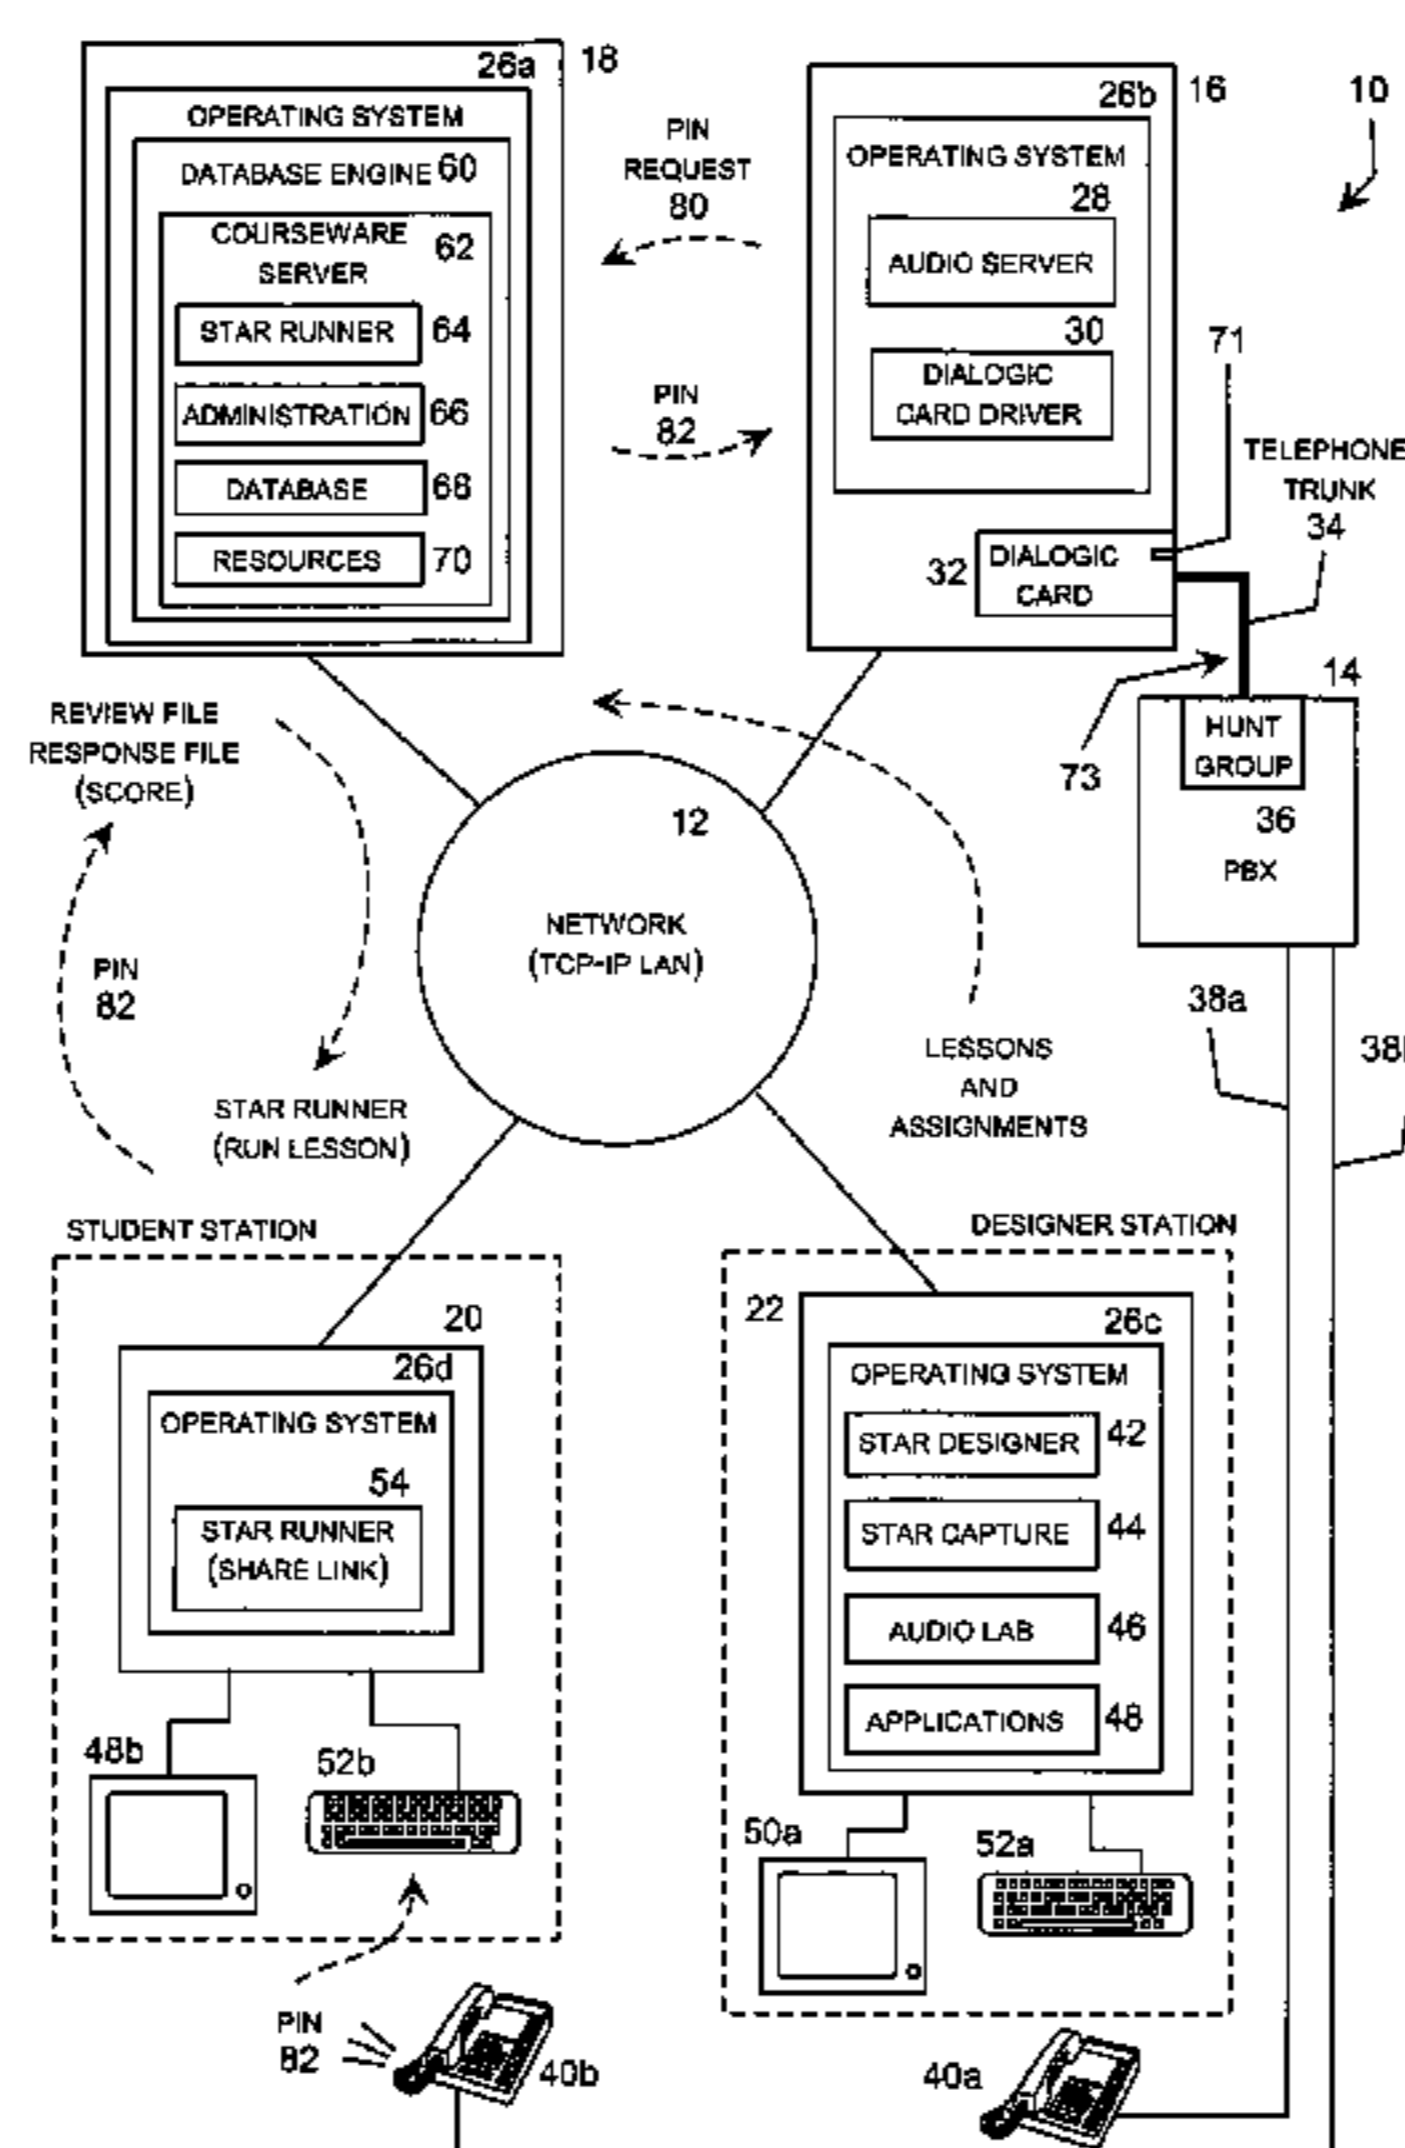 26a
18
OPERATING SYSTEM
DATABASE ENGINE 60
COURSEWARE
SERVER
62
STAR RUNNER
64
ADMINISTRATION
66
DATABASE
68
RESOURCES
70
PIN
REQUEST
80
PIN
82
26b
16
OPERATING SYSTEM
28
AUDIO SERVER
30
DIALOGIC
CARD DRIVER
32
DIALOGIC
CARD
10
71
TELEPHONE
TRUNK
34
14
HUNT
GROUP
36
PBX
73
REVIEW FILE
RESPONSE FILE
(SCORE)
12
NETWORK
(TCP-IP LAN)
PIN
82
38a
LESSONS
AND
ASSIGNMENTS
STAR RUNNER
(RUN LESSON)
STUDENT STATION
20
26d
OPERATING SYSTEM
54
STAR RUNNER
(SHARE LINK)
48b
52b
PIN
82
40b
DESIGNER STATION
22
26c
OPERATING SYSTEM
STAR DESIGNER
42
STAR CAPTURE
44
AUDIO LAB
46
APPLICATIONS
48
50a
52a
40a